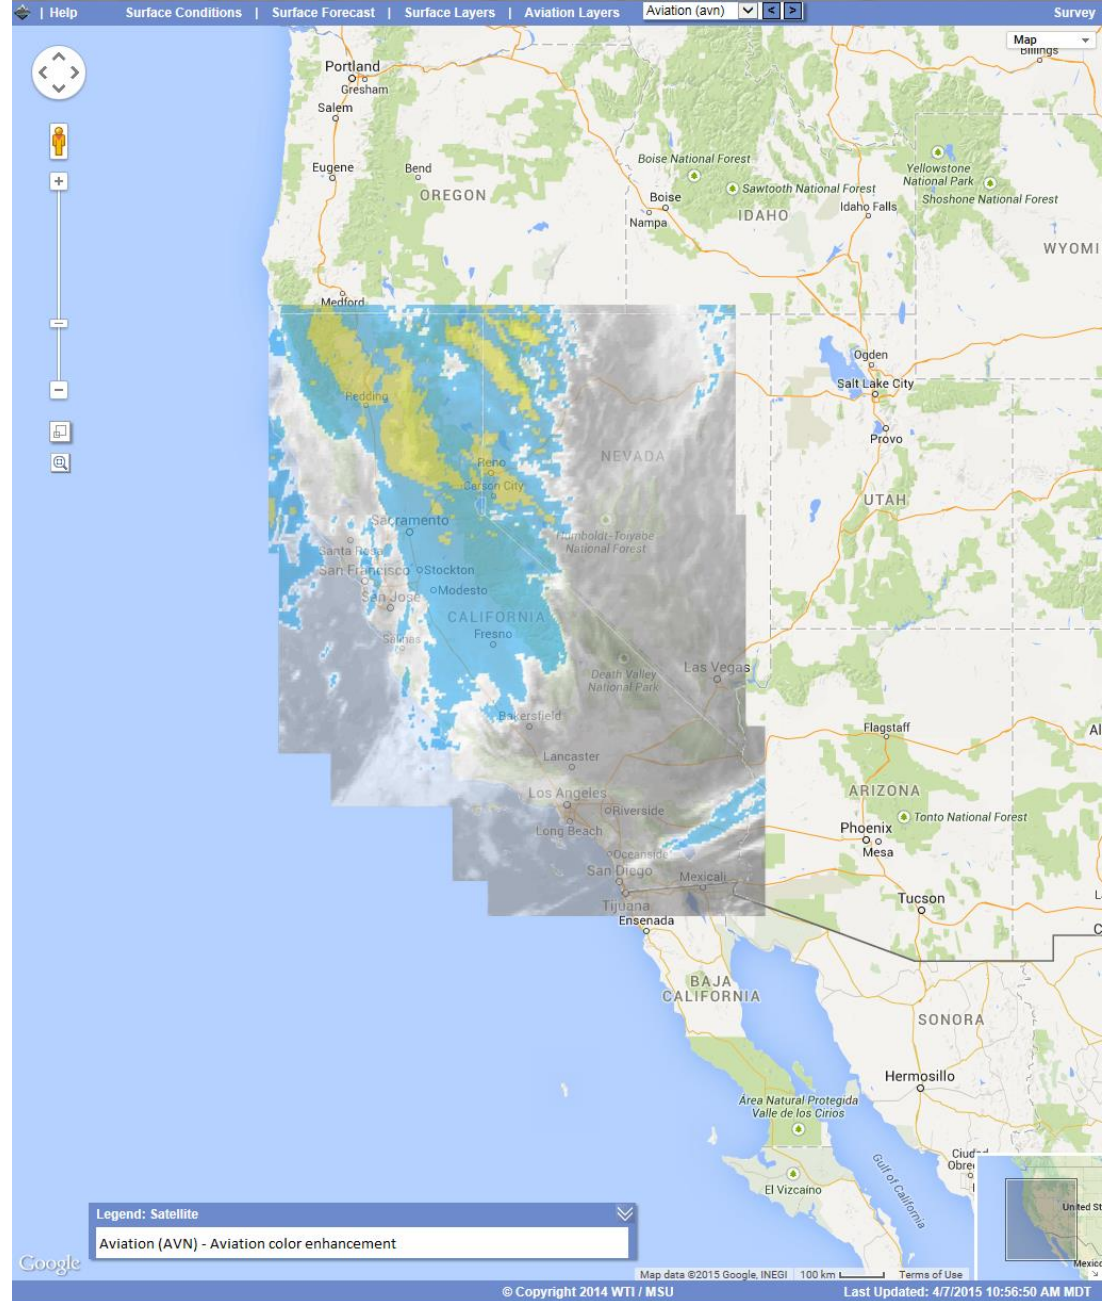 | Help Surface Conditions | Surface Forecast | Surface Layers | Aviation Layers Aviation (avn) < > Survey
Map
Billings
Portland
Gresham
Salem
Eugene
Bend
OREGON
Boise National Forest
Sawtooth National Forest
Boise
Nampa
IDAHO
Idaho Falls
Yellowstone
National Park
Shoshone National Forest
WYOMI
Medford
Ogden
Salt Lake City
Provo
Redding
NEVADA
Reno
Carson City
UTAH
Sacramento
Humboldt-Toiyabe
National Forest
Santa Rosa
San Francisco
Stockton
Modesto
San Jose
CALIFORNIA
Salinas
Fresno
Death Valley
National Park
Las Vegas
Bakersfield
Flagstaff
Al
Lancaster
Los Angeles
Riverside
Long Beach
ARIZONA
Tonto National Forest
Phoenix
Mesa
Oceanside
San Diego
Mexicali
Tijuana
Ensenada
Tucson
L
C
BAJA
CALIFORNIA
SONORA
Hermosillo
Área Natural Protegida
Valle de los Cirios
Gulf of California
Ciud
Obre
El Vizcaíno
United St
Mexico
Legend: Satellite
Aviation (AVN) - Aviation color enhancement
Google
Map data ©2015 Google, INEGI 100 km Terms of Use
© Copyright 2014 WTI / MSU Last Updated: 4/7/2015 10:56:50 AM MDT